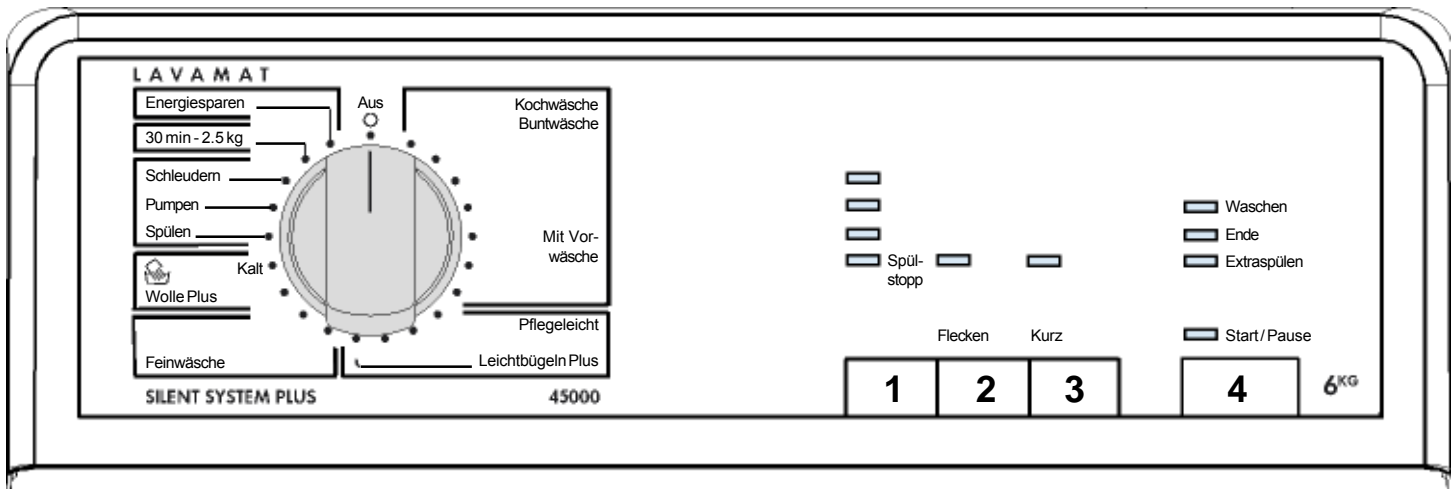 LAVAMAT
Energiesparen
30 min - 2.5 kg
Schleudern
Pumpen
Spülen
Kalt
Wolle Plus
Feinwäsche
Aus
Kochwäsche
Buntwäsche
Mit Vor-
wäsche
Pflegeleicht
Leichtbügeln Plus
SILENT SYSTEM PLUS
45000
Spül-
stopp
Flecken
Kurz
Waschen
Ende
Extraspülen
Start / Pause
1
2
3
4
6KG